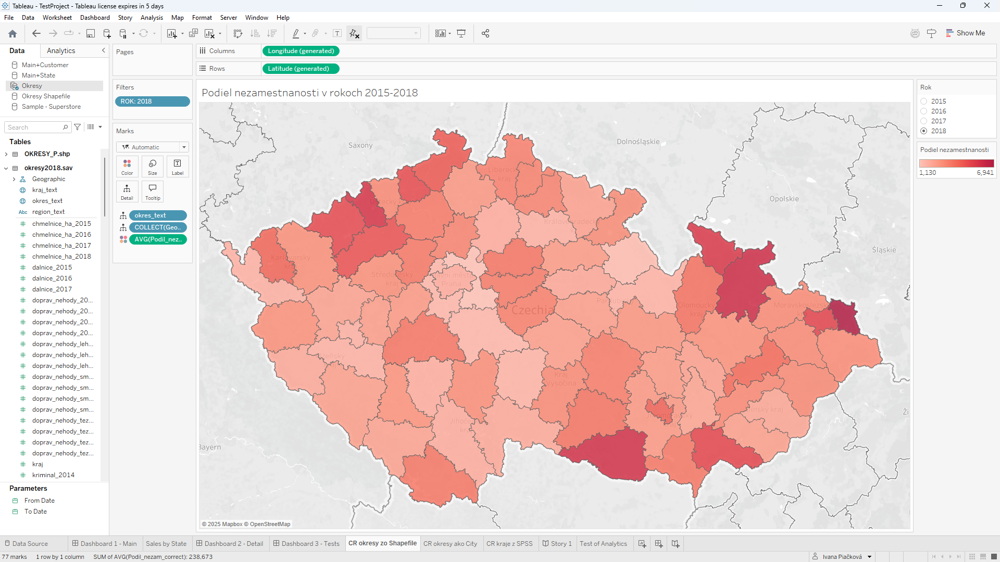 Tableau - TestProject - Tableau license expires in 5 days
File Data Worksheet Dashboard Story Analysis Map Format Server Window Help
Show Me
Data Analytics
Main+Customer
Main+State
Okresy
Okresy Shapefile
Sample - Superstore
Search
Tables
OKRESY_P.shp
okresy2018.sav
Geographic
kraj_text
okres_text
Abc region_text
chmelnice_ha_2015
chmelnice_ha_2016
chmelnice_ha_2017
chmelnice_ha_2018
dalnice_2015
dalnice_2016
dalnice_2017
doprav_nehody_20...
doprav_nehody_20...
doprav_nehody_20...
doprav_nehody_20...
doprav_nehody_leh...
doprav_nehody_leh...
doprav_nehody_leh...
doprav_nehody_sm...
doprav_nehody_sm...
doprav_nehody_sm...
doprav_nehody_sm...
doprav_nehody_tez...
doprav_nehody_tez...
doprav_nehody_tez...
doprav_nehody_tez...
kraj
kriminal_2014
Parameters
From Date
To Date
Pages
Filters
ROK: 2018
Marks
Automatic
Color Size Label
Detail Tooltip
okres_text
COLLECT(Geo..
AVG(Podil_nez..
Columns Longitude (generated)
Rows Latitude (generated)
Podiel nezamestnanosti v rokoch 2015-2018
Saxony
Dolnośląskie
Opolskie
Śląskie
Bayern
Czechia
Karlovarský
kraj
Kraj
Vysočina
© 2025 Mapbox © OpenStreetMap
Rok
2015
2016
2017
2018
Podiel nezamestnanosti
1,130 6,941
Data Source Dashboard 1 - Main Sales by State Dashboard 2 - Detail Dashboard 3 - Tests CR okresy zo Shapefile CR okresy ako City CR kraje z SPSS Story 1 Test of Analytics
77 marks 1 row by 1 column SUM of AVG(Podil_nezam_correct): 238,673
Ivana Piačková